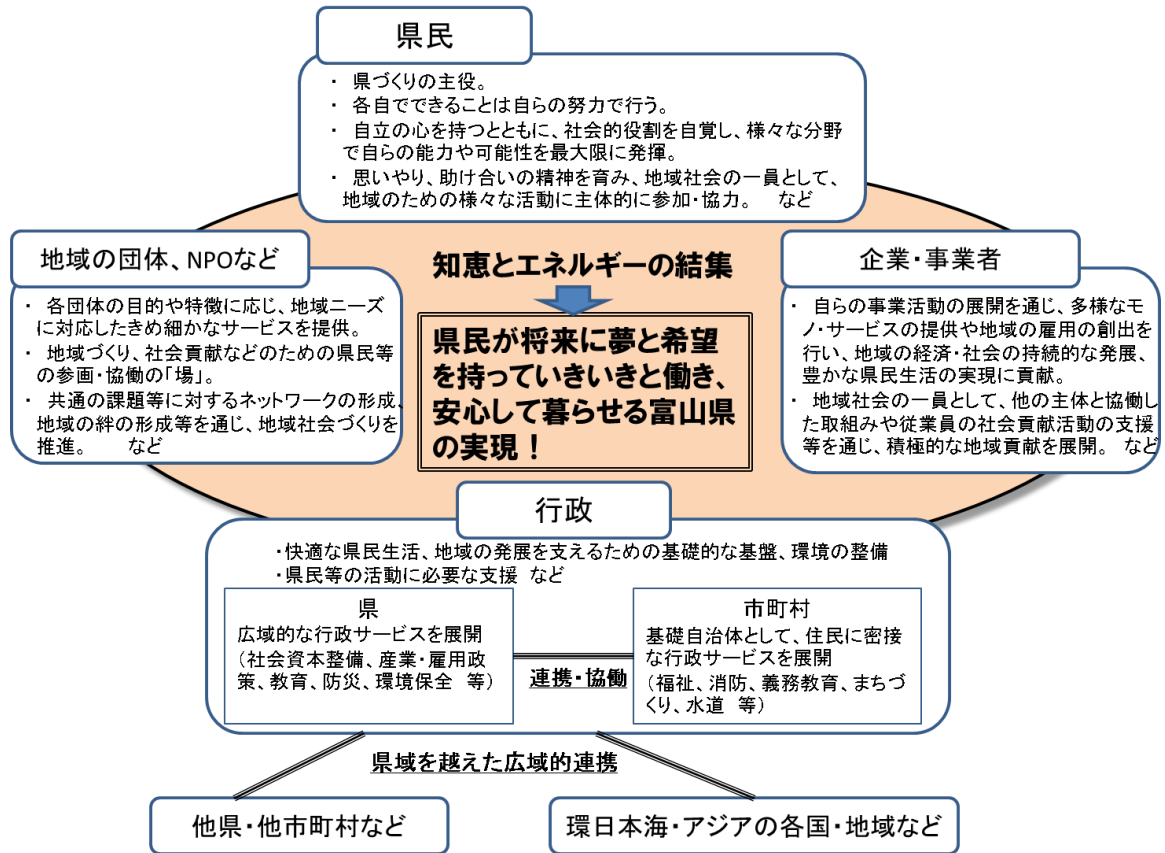 県民
・ 県づくりの主役。
・ 各自でできることは自らの努力で行う。
・ 自立の心を持つとともに、社会的役割を自覚し、様々な分野
で自らの能力や可能性を最大限に発揮。
・ 思いやり、助け合いの精神を育み、地域社会の一員として、
地域のための様々な活動に主体的に参加・協力。 など
地域の団体、NPOなど
・ 各団体の目的や特徴に応じ、地域ニーズ
に対応したきめ細かなサービスを提供。
・ 地域づくり、社会貢献などのための県民等
の参画・協働の「場」。
・ 共通の課題等に対するネットワークの形成、
地域の絆の形成等を通じ、地域社会づくりを
推進。 など
知恵とエネルギーの結集
県民が将来に夢と希望
を持っていきいきと働き、
安心して暮らせる富山県
の実現！
企業・事業者
・ 自らの事業活動の展開を通じ、多様なモ
ノ・サービスの提供や地域の雇用の創出を
行い、地域の経済・社会の持続的な発展、
豊かな県民生活の実現に貢献。
・ 地域社会の一員として、他の主体と協働し
た取組みや従業員の社会貢献活動の支援
等を通じ、積極的な地域貢献を展開。 など
行政
・快適な県民生活、地域の発展を支えるための基礎的な基盤、環境の整備
・県民等の活動に必要な支援 など
県
広域的な行政サービスを展開
（社会資本整備、産業・雇用政
策、教育、防災、環境保全 等）
連携・協働
市町村
基礎自治体として、住民に密接
な行政サービスを展開
（福祉、消防、義務教育、まちづ
くり、水道 等）
県域を越えた広域的連携
他県・他市町村など
環日本海・アジアの各国・地域など